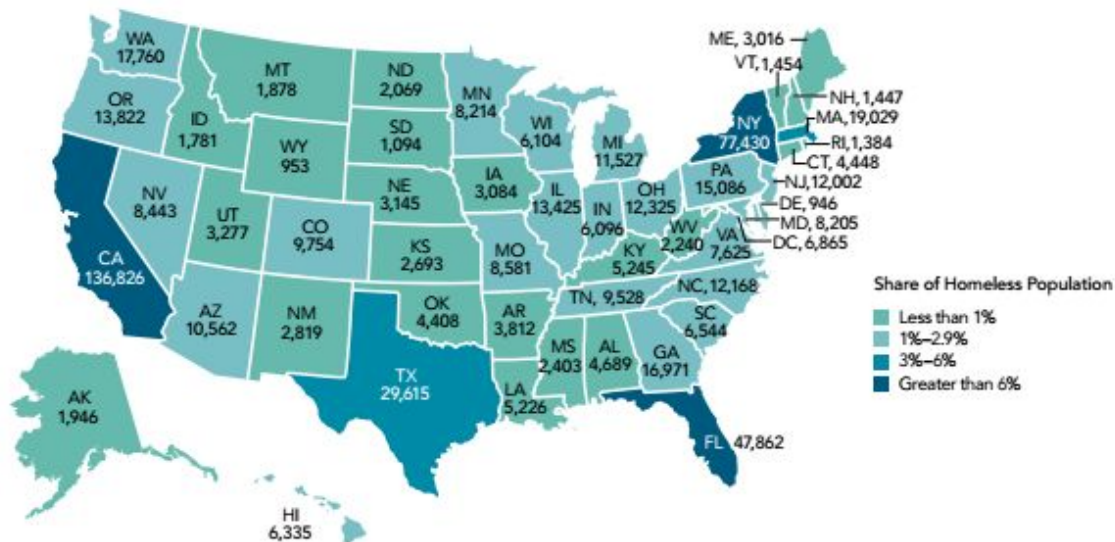 WA
17,760
OR
13,822
CA
136,826
NV
8,443
ID
1,781
MT
1,878
WY
953
UT
3,277
AZ
10,562
CO
9,754
NM
2,819
ND
2,069
SD
1,094
NE
3,145
KS
2,693
OK
4,408
TX
29,615
MN
8,214
IA
3,084
MO
8,581
AR
3,812
LA
5,226
WI
6,104
IL
13,425
MI
11,527
IN
6,096
OH
12,325
KY
5,245
TN, 9,528
MS
2,403
AL
4,689
GA
16,971
FL 47,862
SC
6,544
NC, 12,168
VA
7,625
WV
2,240
PA
15,086
NY
77,430
ME, 3,016
VT, 1,454
NH, 1,447
MA, 19,029
RI, 1,384
CT, 4,448
NJ, 12,002
DE, 946
MD, 8,205
DC, 6,865
AK
1,946
HI
6,335
Share of Homeless Population
Less than 1%
1%–2.9%
3%–6%
Greater than 6%